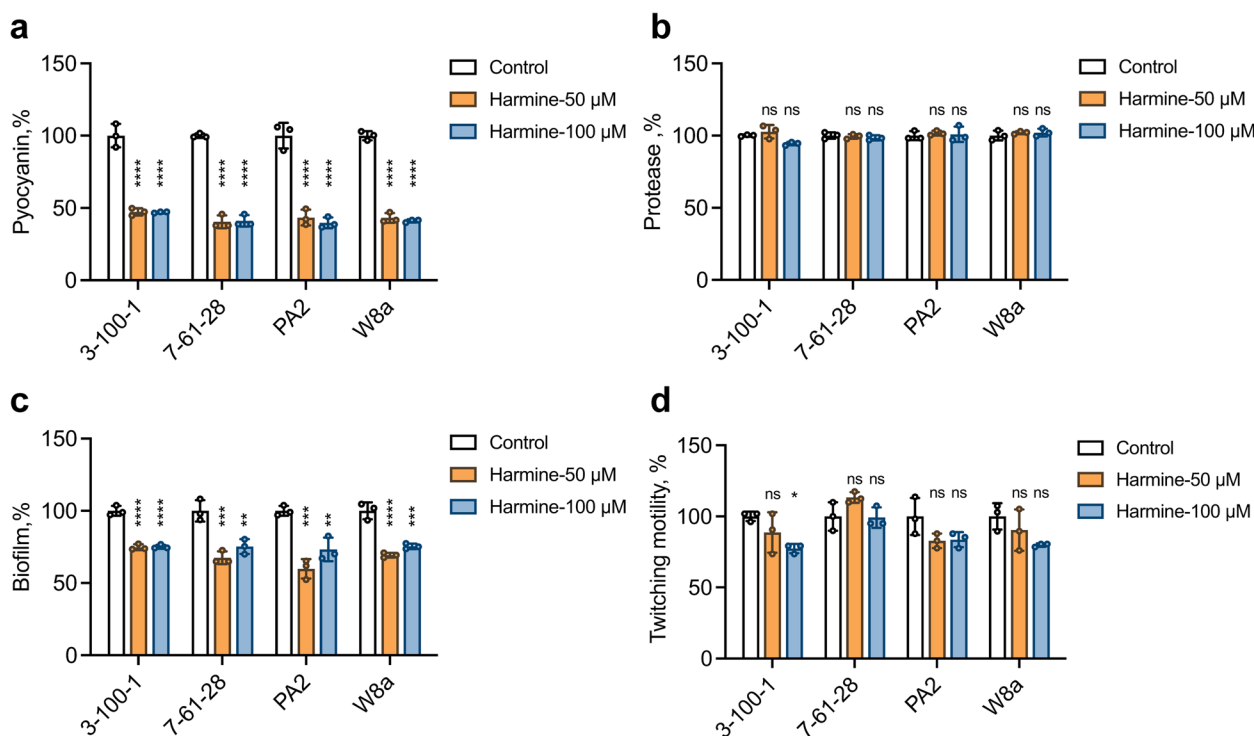 a
150
100
50
0
Pyocyanin,%
Control
Harmine-50 µM
Harmine-100 µM
**** ****
**** ****
**** ****
**** ****
3-100-1
7-61-28
PA2
W8a
b
150
100
50
0
Protease ,%
Control
Harmine-50 µM
Harmine-100 µM
ns ns
ns ns
ns ns
ns ns
3-100-1
7-61-28
PA2
W8a
c
150
100
50
0
Biofilm,%
Control
Harmine-50 µM
Harmine-100 µM
**** ****
*** **
*** **
**** ***
3-100-1
7-61-28
PA2
W8a
d
150
100
50
0
Twitching motility, %
Control
Harmine-50 µM
Harmine-100 µM
ns *
ns ns
ns ns
ns ns
3-100-1
7-61-28
PA2
W8a